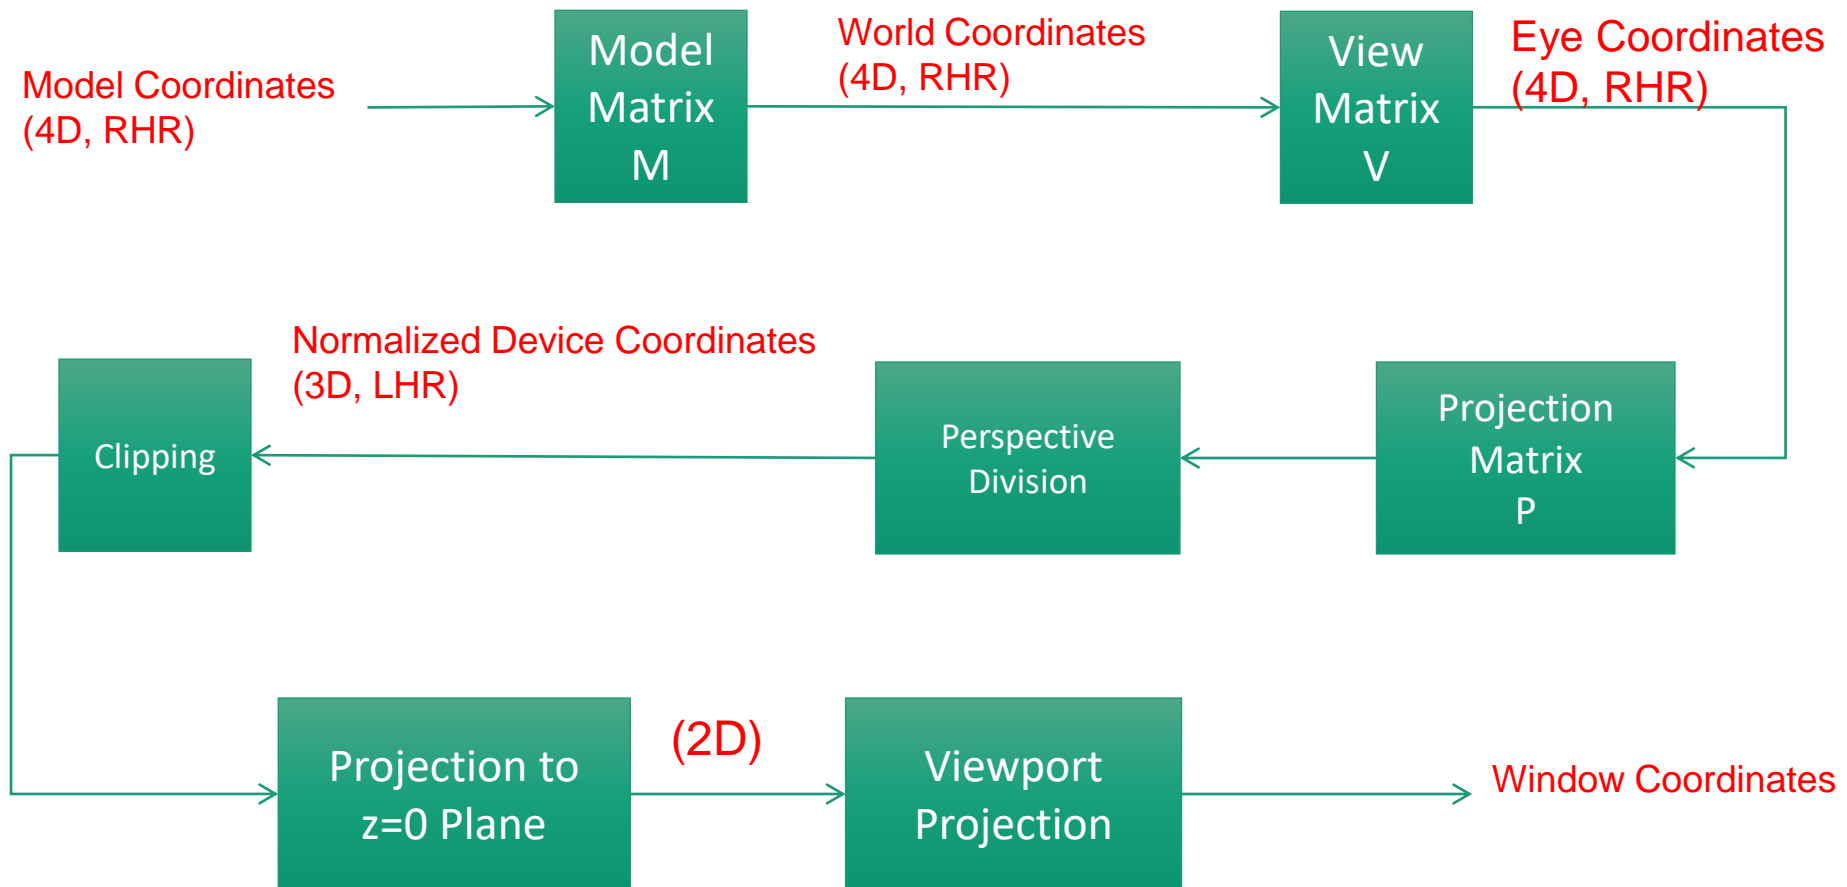 Model Coordinates
(4D, RHR)
Model
Matrix
M
World Coordinates
(4D, RHR)
View
Matrix
V
Eye Coordinates
(4D, RHR)
Projection
Matrix
P
Perspective
Division
Normalized Device Coordinates
(3D, LHR)
Clipping
Projection to
z=0 Plane
(2D)
Viewport
Projection
Window Coordinates